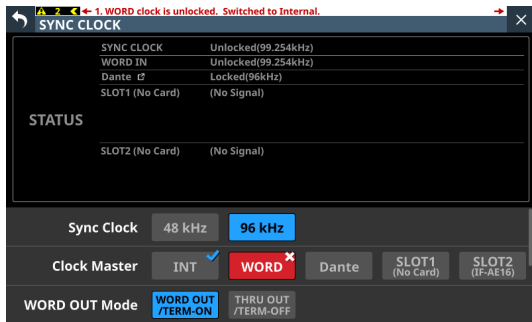 2 ← 1. WORD clock is unlocked. Switched to Internal. →
SYNC CLOCK
SYNC CLOCK Unlocked(99.254kHz)
WORD IN Unlocked(99.254kHz)
Dante Locked(96kHz)
SLOT1 (No Card) (No Signal)
STATUS
SLOT2 (No Card) (No Signal)
Sync Clock 48 kHz 96 kHz
Clock Master INT WORD Dante SLOT1 (No Card) SLOT2 (IF-AE16)
WORD OUT Mode WORD OUT /TERM-ON THRU OUT /TERM-OFF